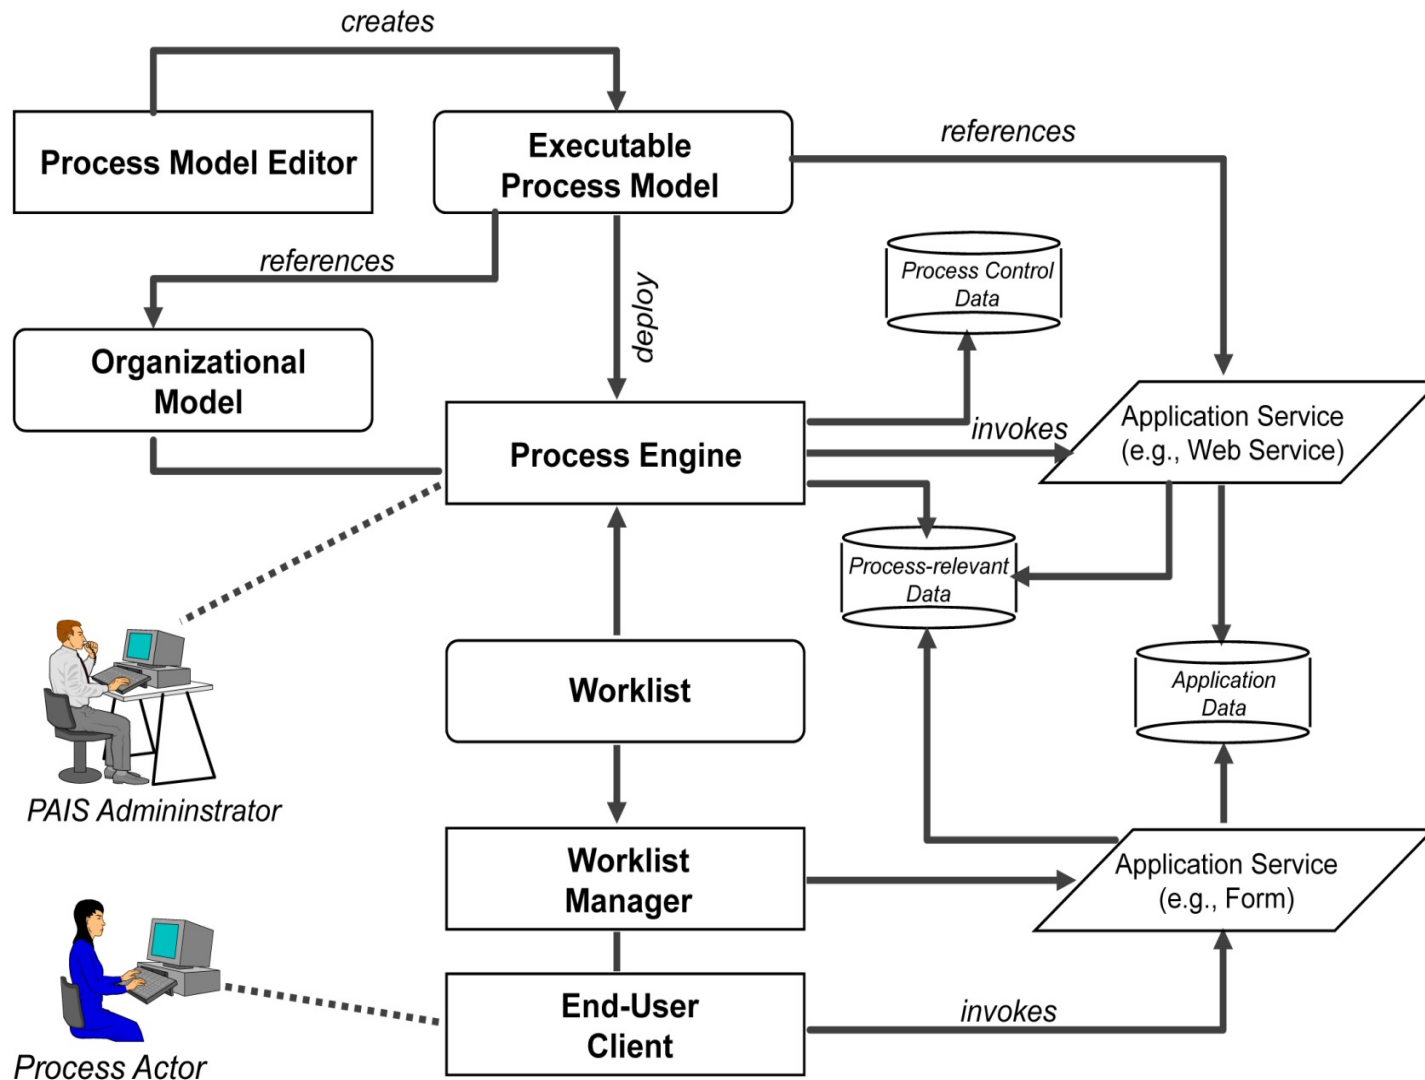 creates
Process Model Editor
Executable
Process Model
references
references
Process Control
Data
deploy
Organizational
Model
Process Engine
invokes
Application Service
(e.g., Web Service)
Process-relevant
Data
Worklist
Application
Data
PAIS Admininstrator
Worklist
Manager
Application Service
(e.g., Form)
End-User
Client
invokes
Process Actor